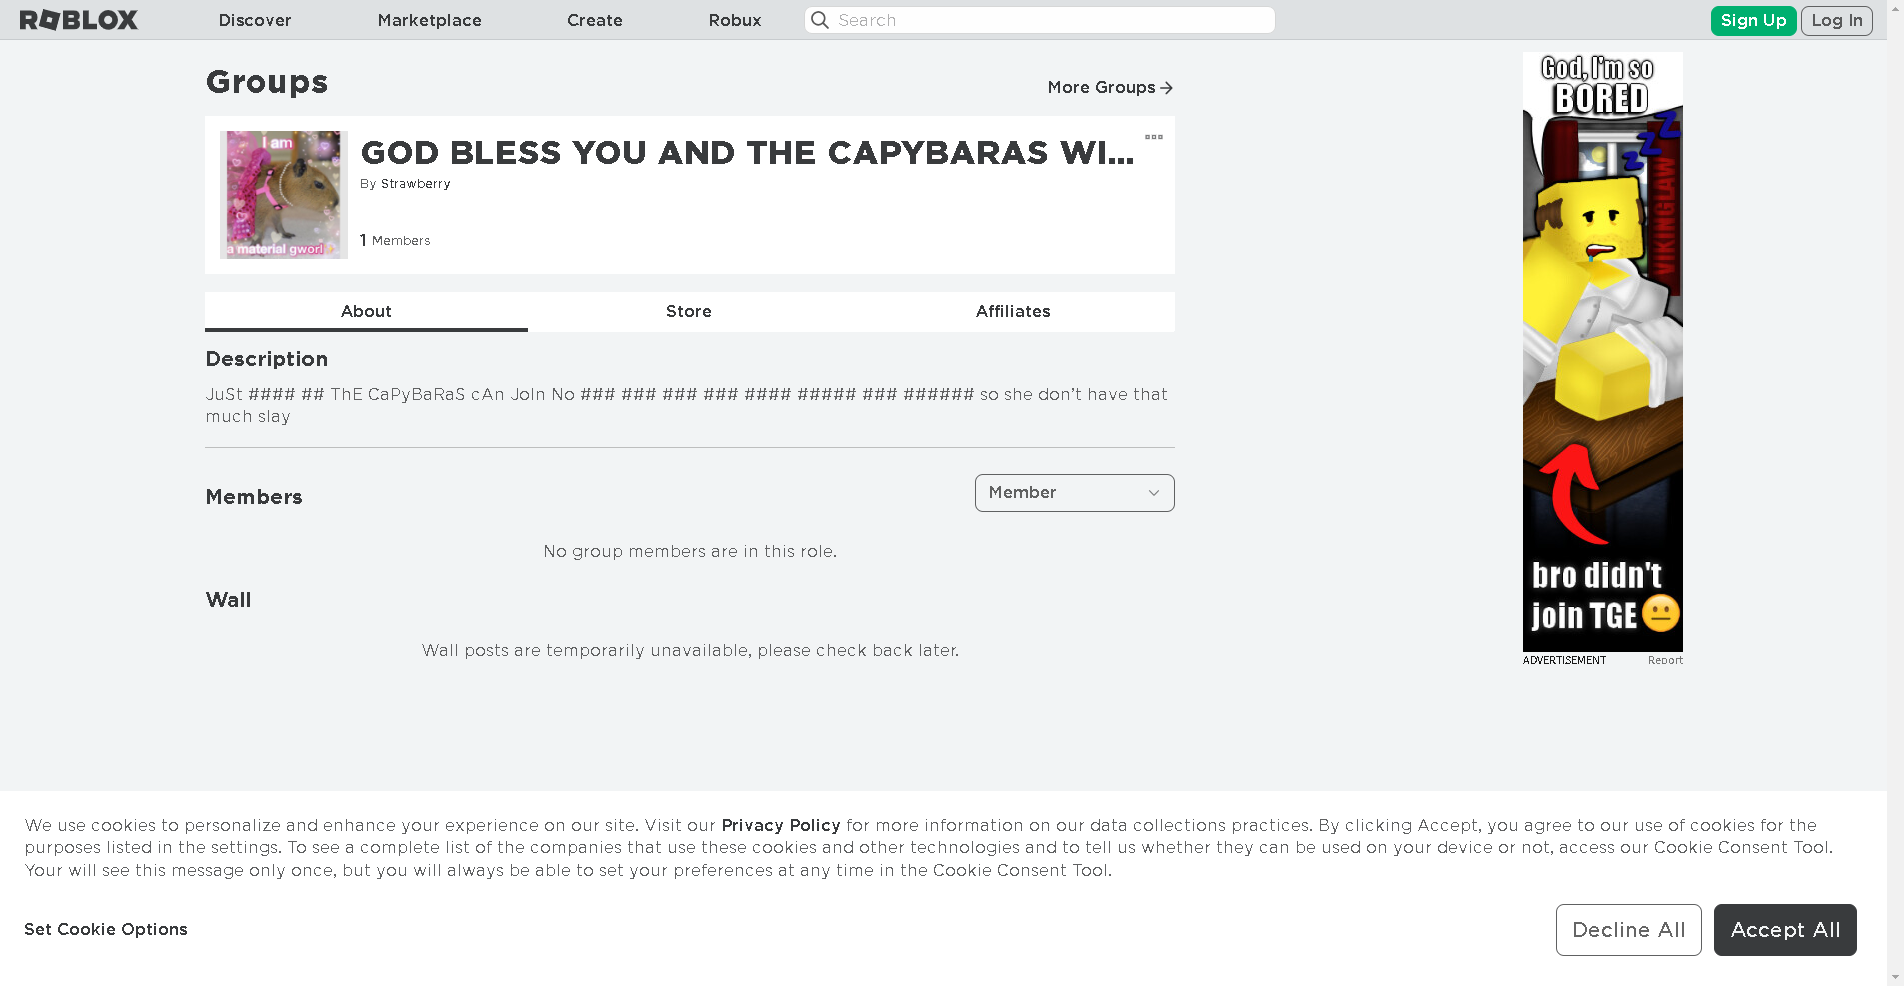 ROBLOX
Discover
Marketplace
Create
Robux
Search
Sign Up
Log In
Groups
More Groups
i am
a material gworl
GOD BLESS YOU AND THE CAPYBARAS WI...
By Strawberry
1 Members
About
Store
Affiliates
Description
JuSt #### ## ThE CaPyBaRaS cAn JoIn No ### ### ### ### #### ##### ### ###### so she don’t have that
much slay
Members
Member
No group members are in this role.
Wall
Wall posts are temporarily unavailable, please check back later.
God, I'm so
BORED
Z Z Z
VIKINGLAW
bro didn't
join TGE
ADVERTISEMENT
Report
We use cookies to personalize and enhance your experience on our site. Visit our Privacy Policy for more information on our data collections practices. By clicking Accept, you agree to our use of cookies for the
purposes listed in the settings. To see a complete list of the companies that use these cookies and other technologies and to tell us whether they can be used on your device or not, access our Cookie Consent Tool.
Your will see this message only once, but you will always be able to set your preferences at any time in the Cookie Consent Tool.
Set Cookie Options
Decline All
Accept All